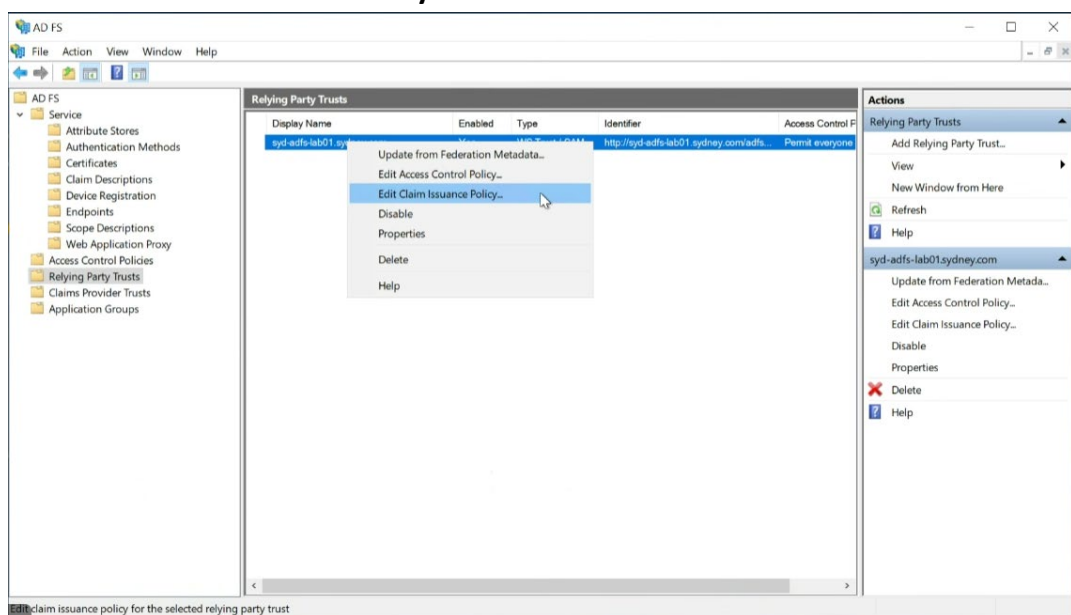 AD FS
File Action View Window Help
AD FS
Service
Attribute Stores
Authentication Methods
Certificates
Claim Descriptions
Device Registration
Endpoints
Scope Descriptions
Web Application Proxy
Access Control Policies
Relying Party Trusts
Claims Provider Trusts
Application Groups
Relying Party Trusts
Display Name Enabled Type Identifier Access Control P
syd-adfs-lab01.sy http://syd-adfs-lab01.sydney.com/adfs... Permit everyone
Update from Federation Metadata...
Edit Access Control Policy...
Edit Claim Issuance Policy...
Disable
Properties
Delete
Help
Actions
Relying Party Trusts
Add Relying Party Trust...
View
New Window from Here
Refresh
Help
syd-adfs-lab01.sydney.com
Update from Federation Metada...
Edit Access Control Policy...
Edit Claim Issuance Policy...
Disable
Properties
Delete
Help
Edit claim issuance policy for the selected relying party trust